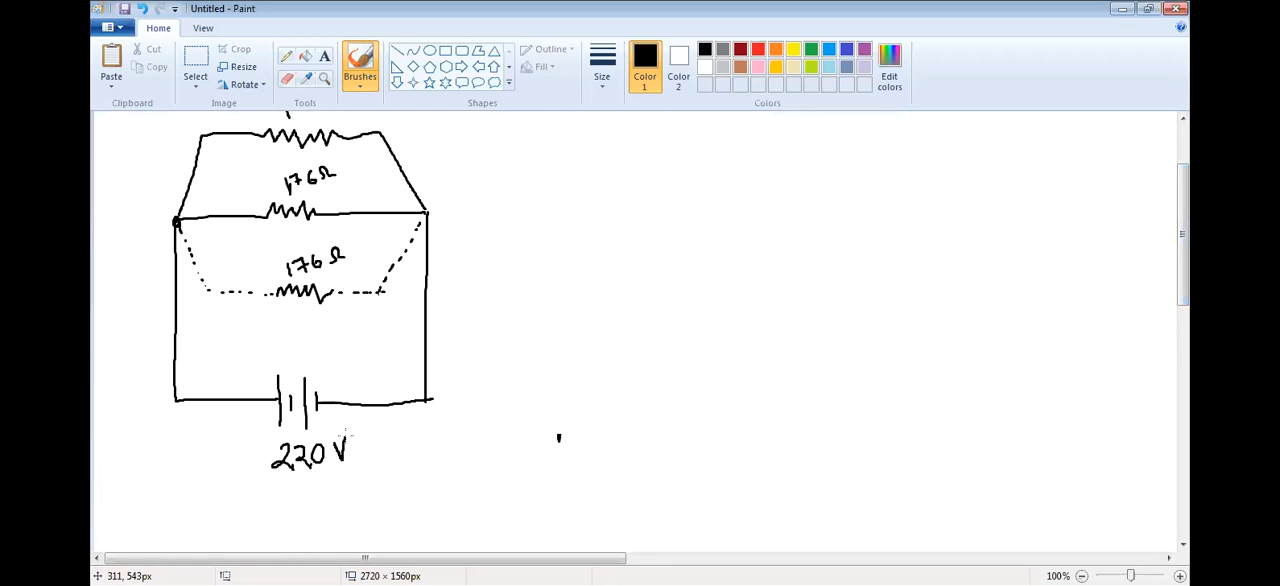 Untitled - Paint
Home View
Paste
Cut
Copy
Clipboard
Select
Crop
Resize
Rotate
Image
A
Tools
Brushes
Shapes
Outline
Fill
Size
Color 1
Color 2
Edit colors
Colors
176Ω
176Ω
220 V
311, 543px
2720 × 1560px
100%